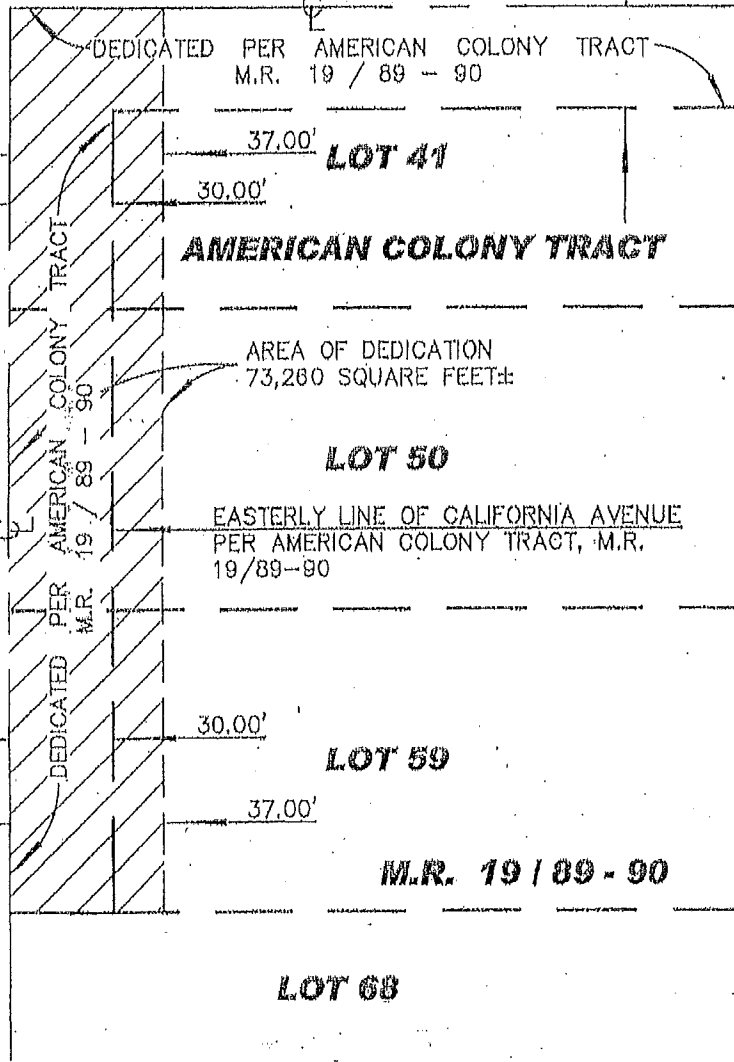 DEDICATED PER AMERICAN COLONY TRACT
M.R. 19 / 89 - 90
37.00'
LOT 41
30.00'
AMERICAN COLONY TRACT
DEDICATED PER AMERICAN COLONY TRACT
M.R. 19 / 89 - 90
AREA OF DEDICATION
73,260 SQUARE FEET±
LOT 50
EASTERLY LINE OF CALIFORNIA AVENUE
PER AMERICAN COLONY TRACT, M.R.
19/89-90
30.00'
LOT 59
37.00'
M.R. 19 / 89 - 90
LOT 68